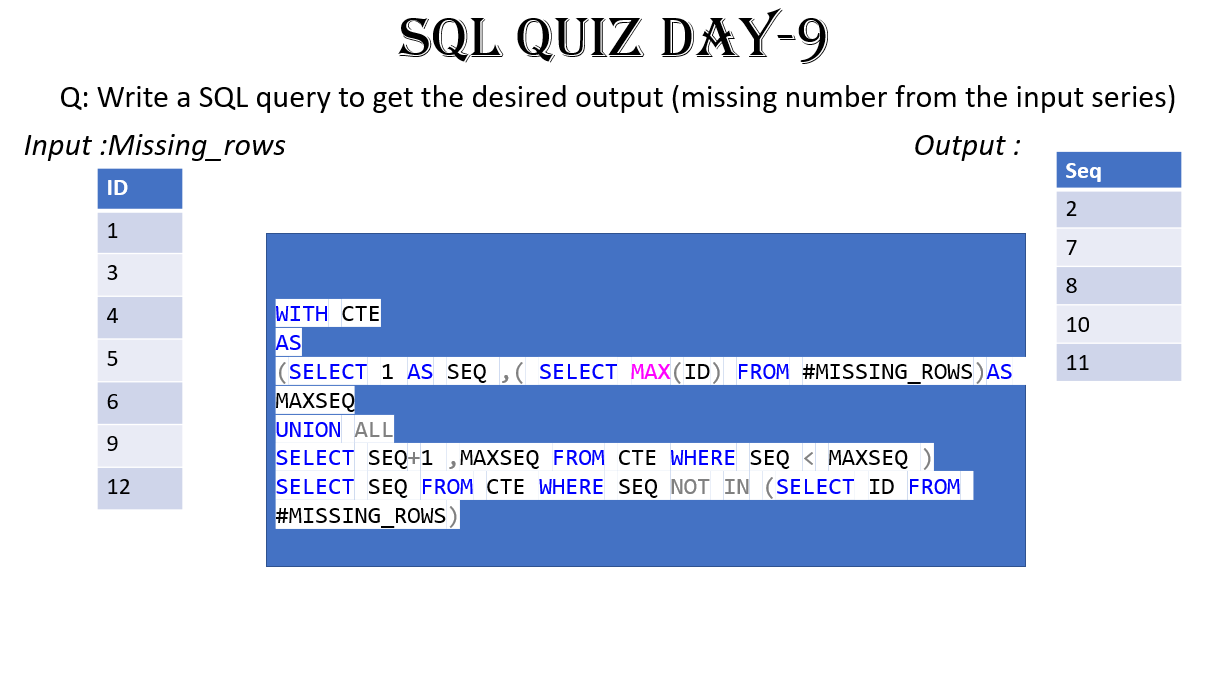 SQL QUIZ DAY-9
Q: Write a SQL query to get the desired output (missing number from the input series)
Input :Missing_rows
Output :
ID
1
3
4
5
6
9
12
WITH CTE
AS
(SELECT 1 AS SEQ ,( SELECT MAX(ID) FROM #MISSING_ROWS)AS
MAXSEQ
UNION ALL
SELECT SEQ+1 ,MAXSEQ FROM CTE WHERE SEQ < MAXSEQ )
SELECT SEQ FROM CTE WHERE SEQ NOT IN (SELECT ID FROM
#MISSING_ROWS)
Seq
2
7
8
10
11